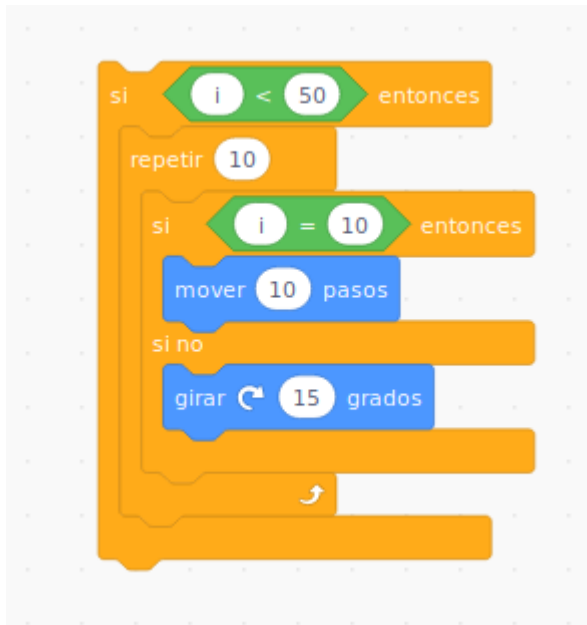 si i < 50 entonces
repetir 10
si i = 10 entonces
mover 10 pasos
si no
girar 15 grados